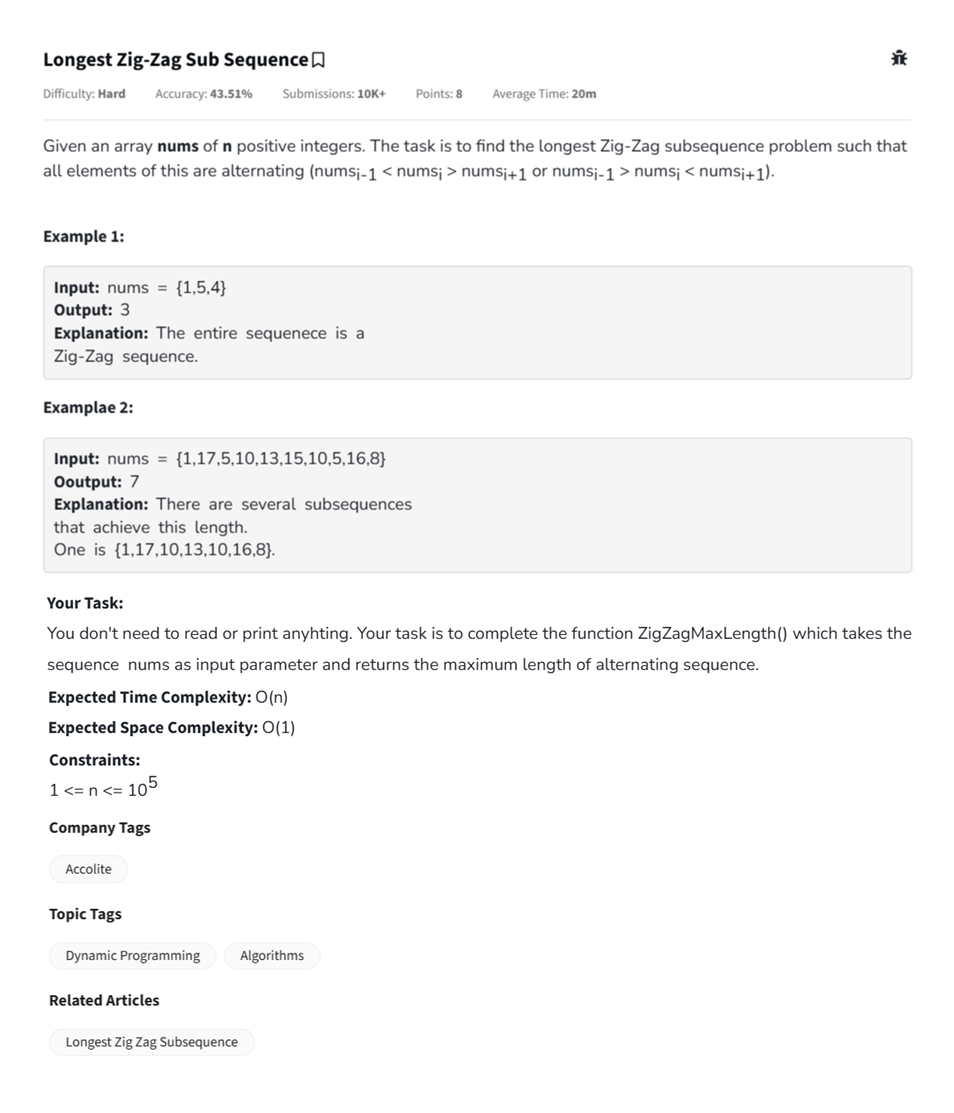 Longest Zig-Zag Sub Sequence
Difficulty: Hard Accuracy: 43.51% Submissions: 10K+ Points: 8 Average Time: 20m
Given an array nums of n positive integers. The task is to find the longest Zig-Zag subsequence problem such that
all elements of this are alternating (numsi-1 < numsi > numsi+1 or numsi-1 > numsi < numsi+1).
Example 1:
Input: nums = {1,5,4}
Output: 3
Explanation: The entire sequenece is a
Zig-Zag sequence.
Examplae 2:
Input: nums = {1,17,5,10,13,15,10,5,16,8}
Ooutput: 7
Explanation: There are several subsequences
that achieve this length.
One is {1,17,10,13,10,16,8}.
Your Task:
You don't need to read or print anyhting. Your task is to complete the function ZigZagMaxLength() which takes the
sequence nums as input parameter and returns the maximum length of alternating sequence.
Expected Time Complexity: O(n)
Expected Space Complexity: O(1)
Constraints:
1 <= n <= 10^5
Company Tags
Accolite
Topic Tags
Dynamic Programming Algorithms
Related Articles
Longest Zig Zag Subsequence